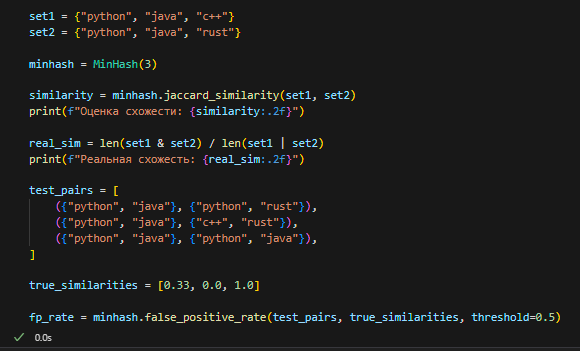 set1 = {"python", "java", "c++"}
set2 = {"python", "java", "rust"}
minhash = MinHash(3)
similarity = minhash.jaccard_similarity(set1, set2)
print(f"Оценка схожести: {similarity:.2f}")
real_sim = len(set1 & set2) / len(set1 | set2)
print(f"Реальная схожесть: {real_sim:.2f}")
test_pairs = [
    ({"python", "java"}, {"python", "rust"}),
    ({"python", "java"}, {"c++", "rust"}),
    ({"python", "java"}, {"python", "java"}),
]
true_similarities = [0.33, 0.0, 1.0]
fp_rate = minhash.false_positive_rate(test_pairs, true_similarities, threshold=0.5)
0.0s